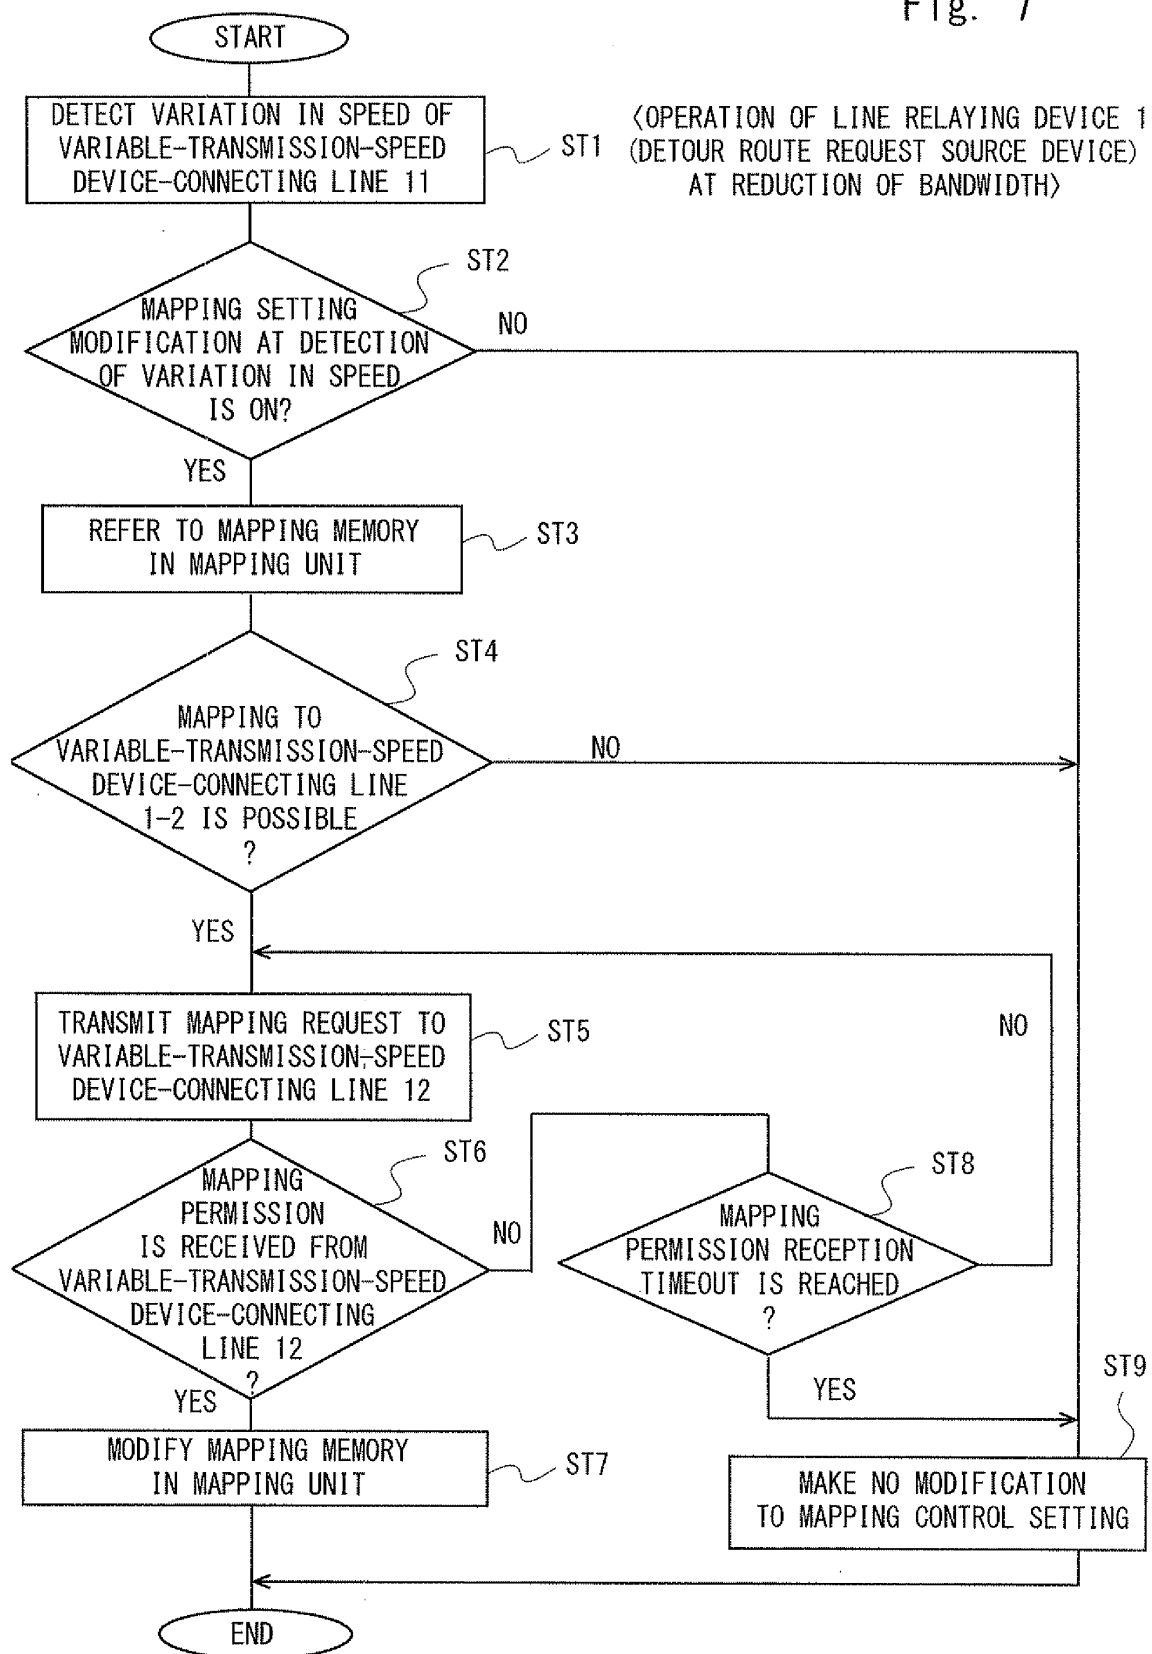 Fig. 7
START
DETECT VARIATION IN SPEED OF
VARIABLE-TRANSMISSION-SPEED
DEVICE-CONNECTING LINE 11
ST1
〈OPERATION OF LINE RELAYING DEVICE 1
(DETOUR ROUTE REQUEST SOURCE DEVICE)
AT REDUCTION OF BANDWIDTH〉
ST2
MAPPING SETTING
MODIFICATION AT DETECTION
OF VARIATION IN SPEED
IS ON?
NO
YES
REFER TO MAPPING MEMORY
IN MAPPING UNIT
ST3
ST4
MAPPING TO
VARIABLE-TRANSMISSION-SPEED
DEVICE-CONNECTING LINE
1-2 IS POSSIBLE
?
NO
YES
TRANSMIT MAPPING REQUEST TO
VARIABLE-TRANSMISSION-SPEED
DEVICE-CONNECTING LINE 12
ST5
NO
ST6
MAPPING
PERMISSION
IS RECEIVED FROM
VARIABLE-TRANSMISSION-SPEED
DEVICE-CONNECTING
LINE 12
?
NO
YES
ST8
MAPPING
PERMISSION RECEPTION
TIMEOUT IS REACHED
?
YES
MODIFY MAPPING MEMORY
IN MAPPING UNIT
ST7
ST9
MAKE NO MODIFICATION
TO MAPPING CONTROL SETTING
END